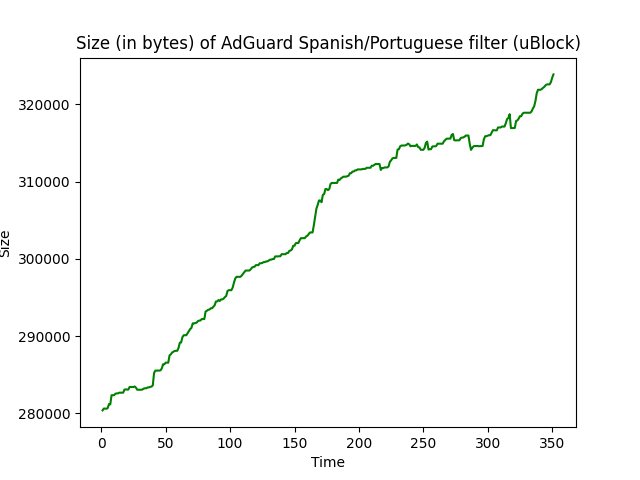 Size (in bytes) of AdGuard Spanish/Portuguese filter (uBlock)
320000
310000
300000
290000
280000
Size
0 50 100 150 200 250 300 350
Time